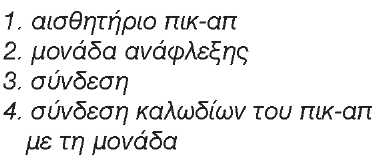 1. αισθητήριο πικ-απ
2. μονάδα ανάφλεξης
3. σύνδεση
4. σύνδεση καλωδίων του πικ-απ
με τη μονάδα